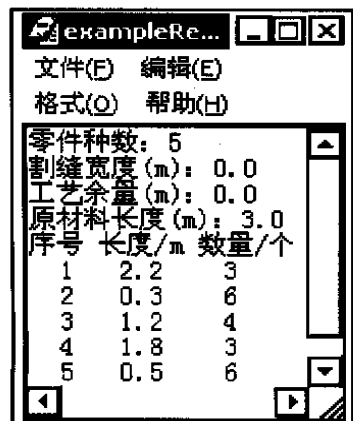 exampleRe...
文件(F) 编辑(E)
格式(O) 帮助(H)
零件种数: 5
割缝宽度(m): 0.0
工艺余量(m): 0.0
原材料长度(m): 3.0
序号 长度/m 数量/个
1 2.2 3
2 0.3 6
3 1.2 4
4 1.8 3
5 0.5 6